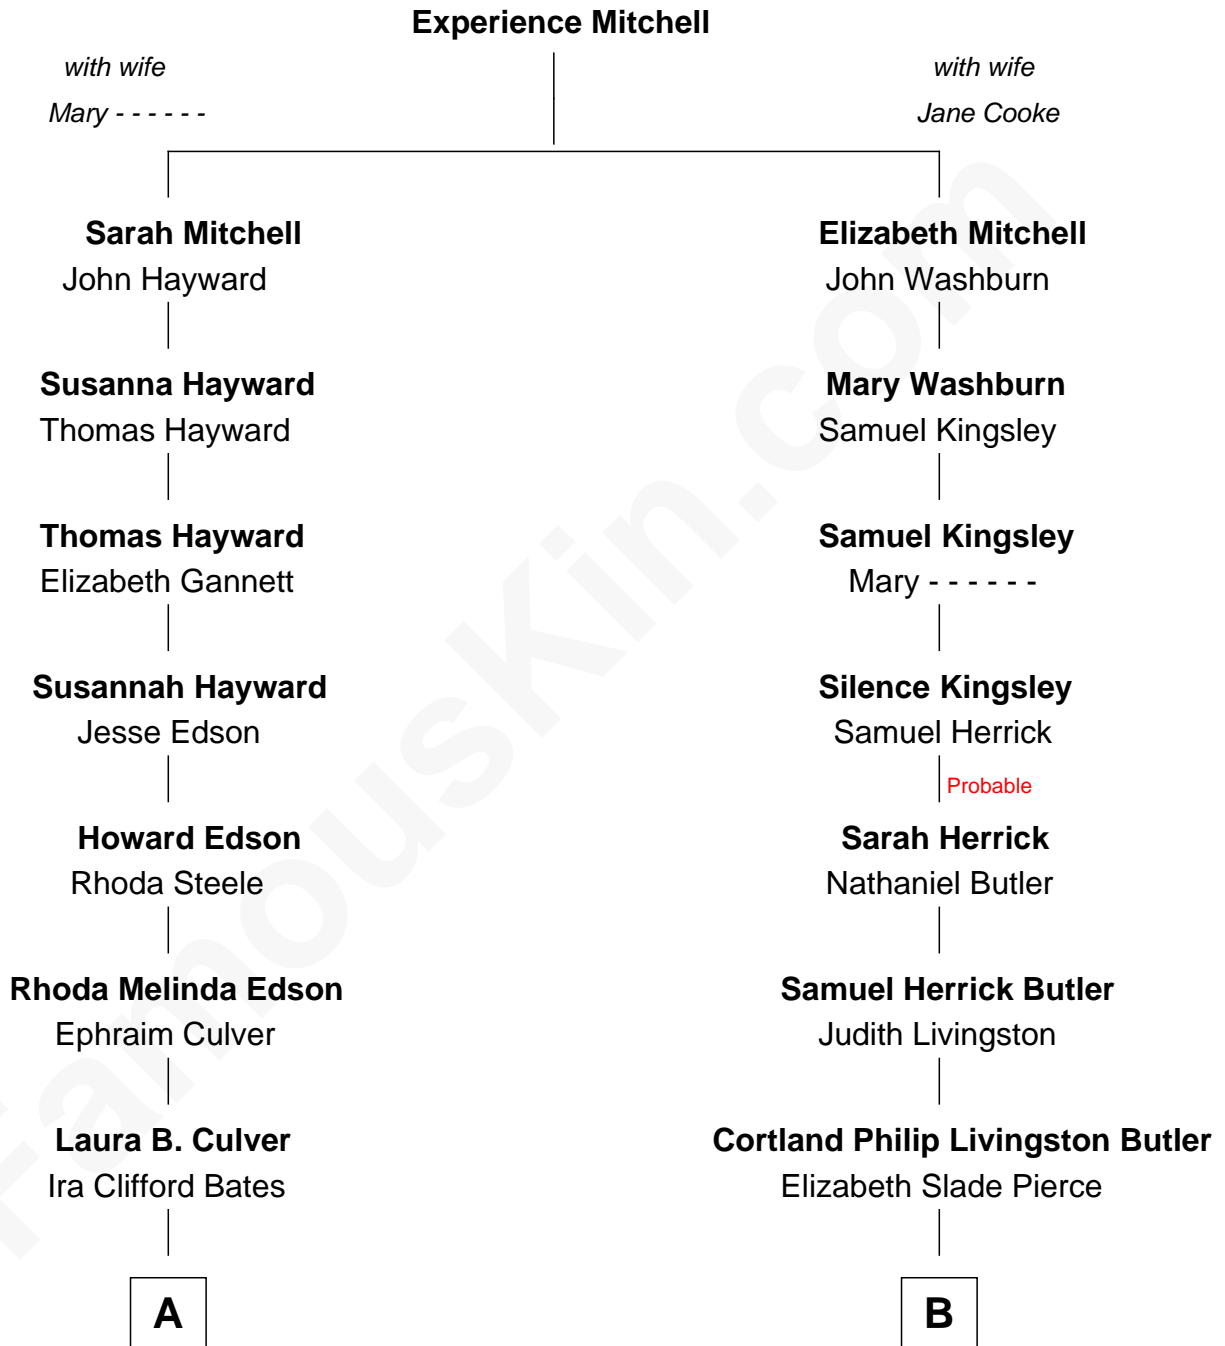 Experience Mitchell
with wife
Mary - - - - - -
with wife
Jane Cooke
Sarah Mitchell
John Hayward
Elizabeth Mitchell
John Washburn
Susanna Hayward
Thomas Hayward
Mary Washburn
Samuel Kingsley
Thomas Hayward
Elizabeth Gannett
Samuel Kingsley
Mary - - - - - -
Susannah Hayward
Jesse Edson
Silence Kingsley
Samuel Herrick
Probable
Howard Edson
Rhoda Steele
Sarah Herrick
Nathaniel Butler
Rhoda Melinda Edson
Ephraim Culver
Samuel Herrick Butler
Judith Livingston
Laura B. Culver
Ira Clifford Bates
Cortland Philip Livingston Butler
Elizabeth Slade Pierce
A
B
FamousKin.com